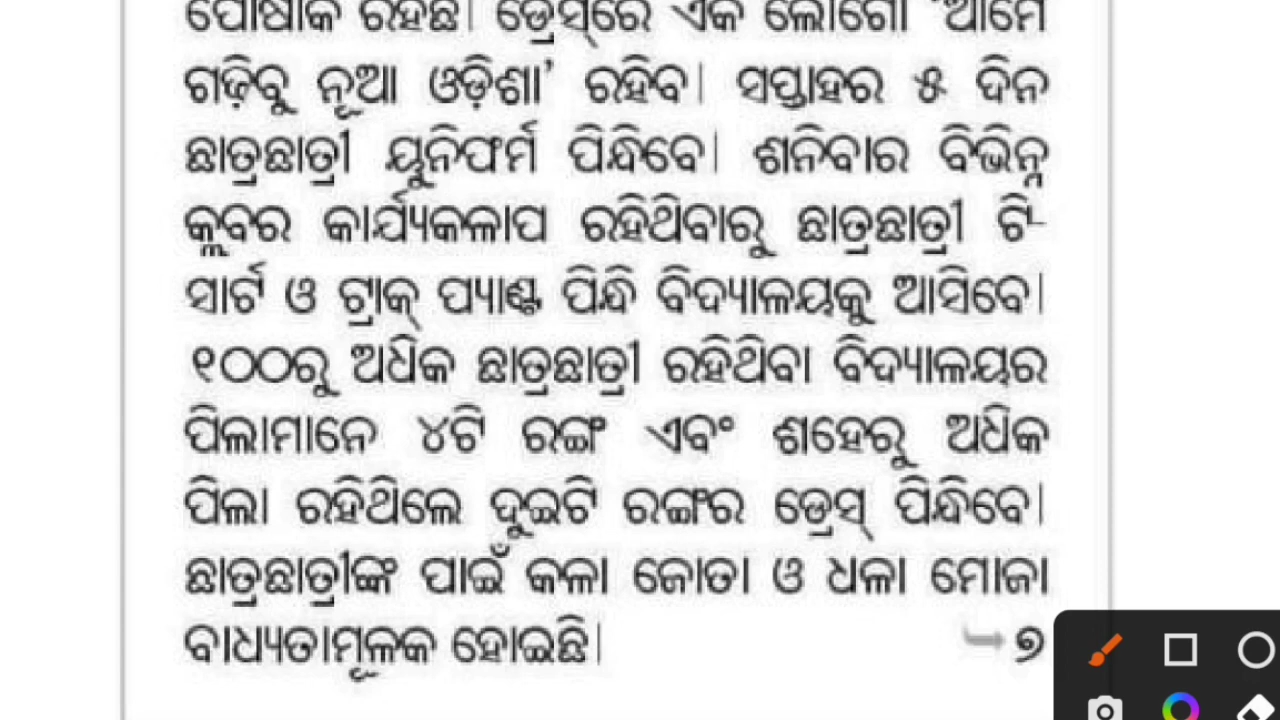 ପୋଷାକ ରହିଛି। ଡ୍ରେସ୍‌ରେ ଏକ ଲୋଗୋ ‘ଆମେ
ଗଢ଼ିବୁ ନୂଆ ଓଡ଼ିଶା’ ରହିବ। ସପ୍ତାହର ୫ ଦିନ
ଛାତ୍ରଛାତ୍ରୀ ୟୁନିଫର୍ମ ପିନ୍ଧିବେ। ଶନିବାର ବିଭିନ୍ନ
କ୍ଲବର କାର୍ଯ୍ୟକଳାପ ରହିଥିବାରୁ ଛାତ୍ରଛାତ୍ରୀ ଟି-
ସାର୍ଟ ଓ ଟ୍ରାକ୍ ପ୍ୟାଣ୍ଟ ପିନ୍ଧି ବିଦ୍ୟାଳୟକୁ ଆସିବେ।
୧୦୦ରୁ ଅଧିକ ଛାତ୍ରଛାତ୍ରୀ ରହିଥିବା ବିଦ୍ୟାଳୟର
ପିଲାମାନେ ୪ଟି ରଙ୍ଗ ଏବଂ ଶହେରୁ ଅଧିକ
ପିଲା ରହିଥିଲେ ଦୁଇଟି ରଙ୍ଗର ଡ୍ରେସ୍ ପିନ୍ଧିବେ।
ଛାତ୍ରଛାତ୍ରୀଙ୍କ ପାଇଁ କଳା ଜୋତା ଓ ଧଳା ମୋଜା
ବାଧ୍ୟତାମୂଳକ ହୋଇଛି। ୭